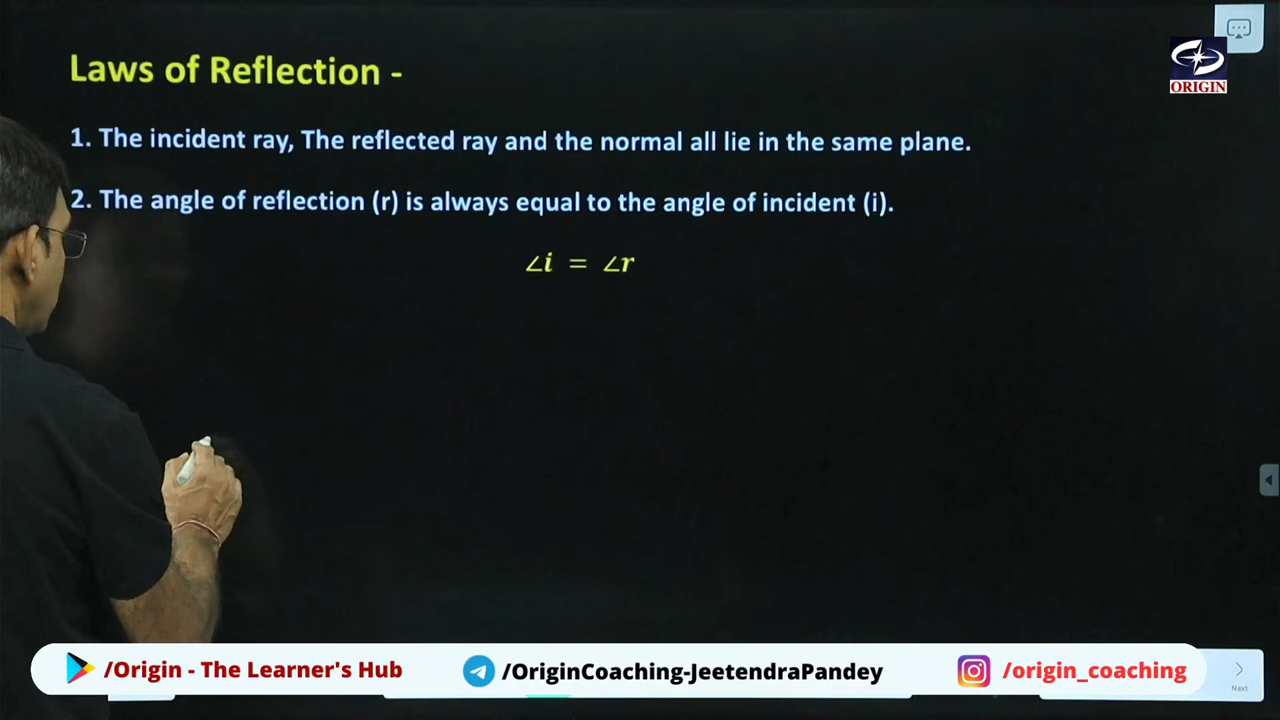 Laws of Reflection -
ORIGIN
1. The incident ray, The reflected ray and the normal all lie in the same plane.
2. The angle of reflection (r) is always equal to the angle of incident (i).
∠i = ∠r
/Origin - The Learner's Hub
/OriginCoaching-JeetendraPandey
/origin_coaching
Next